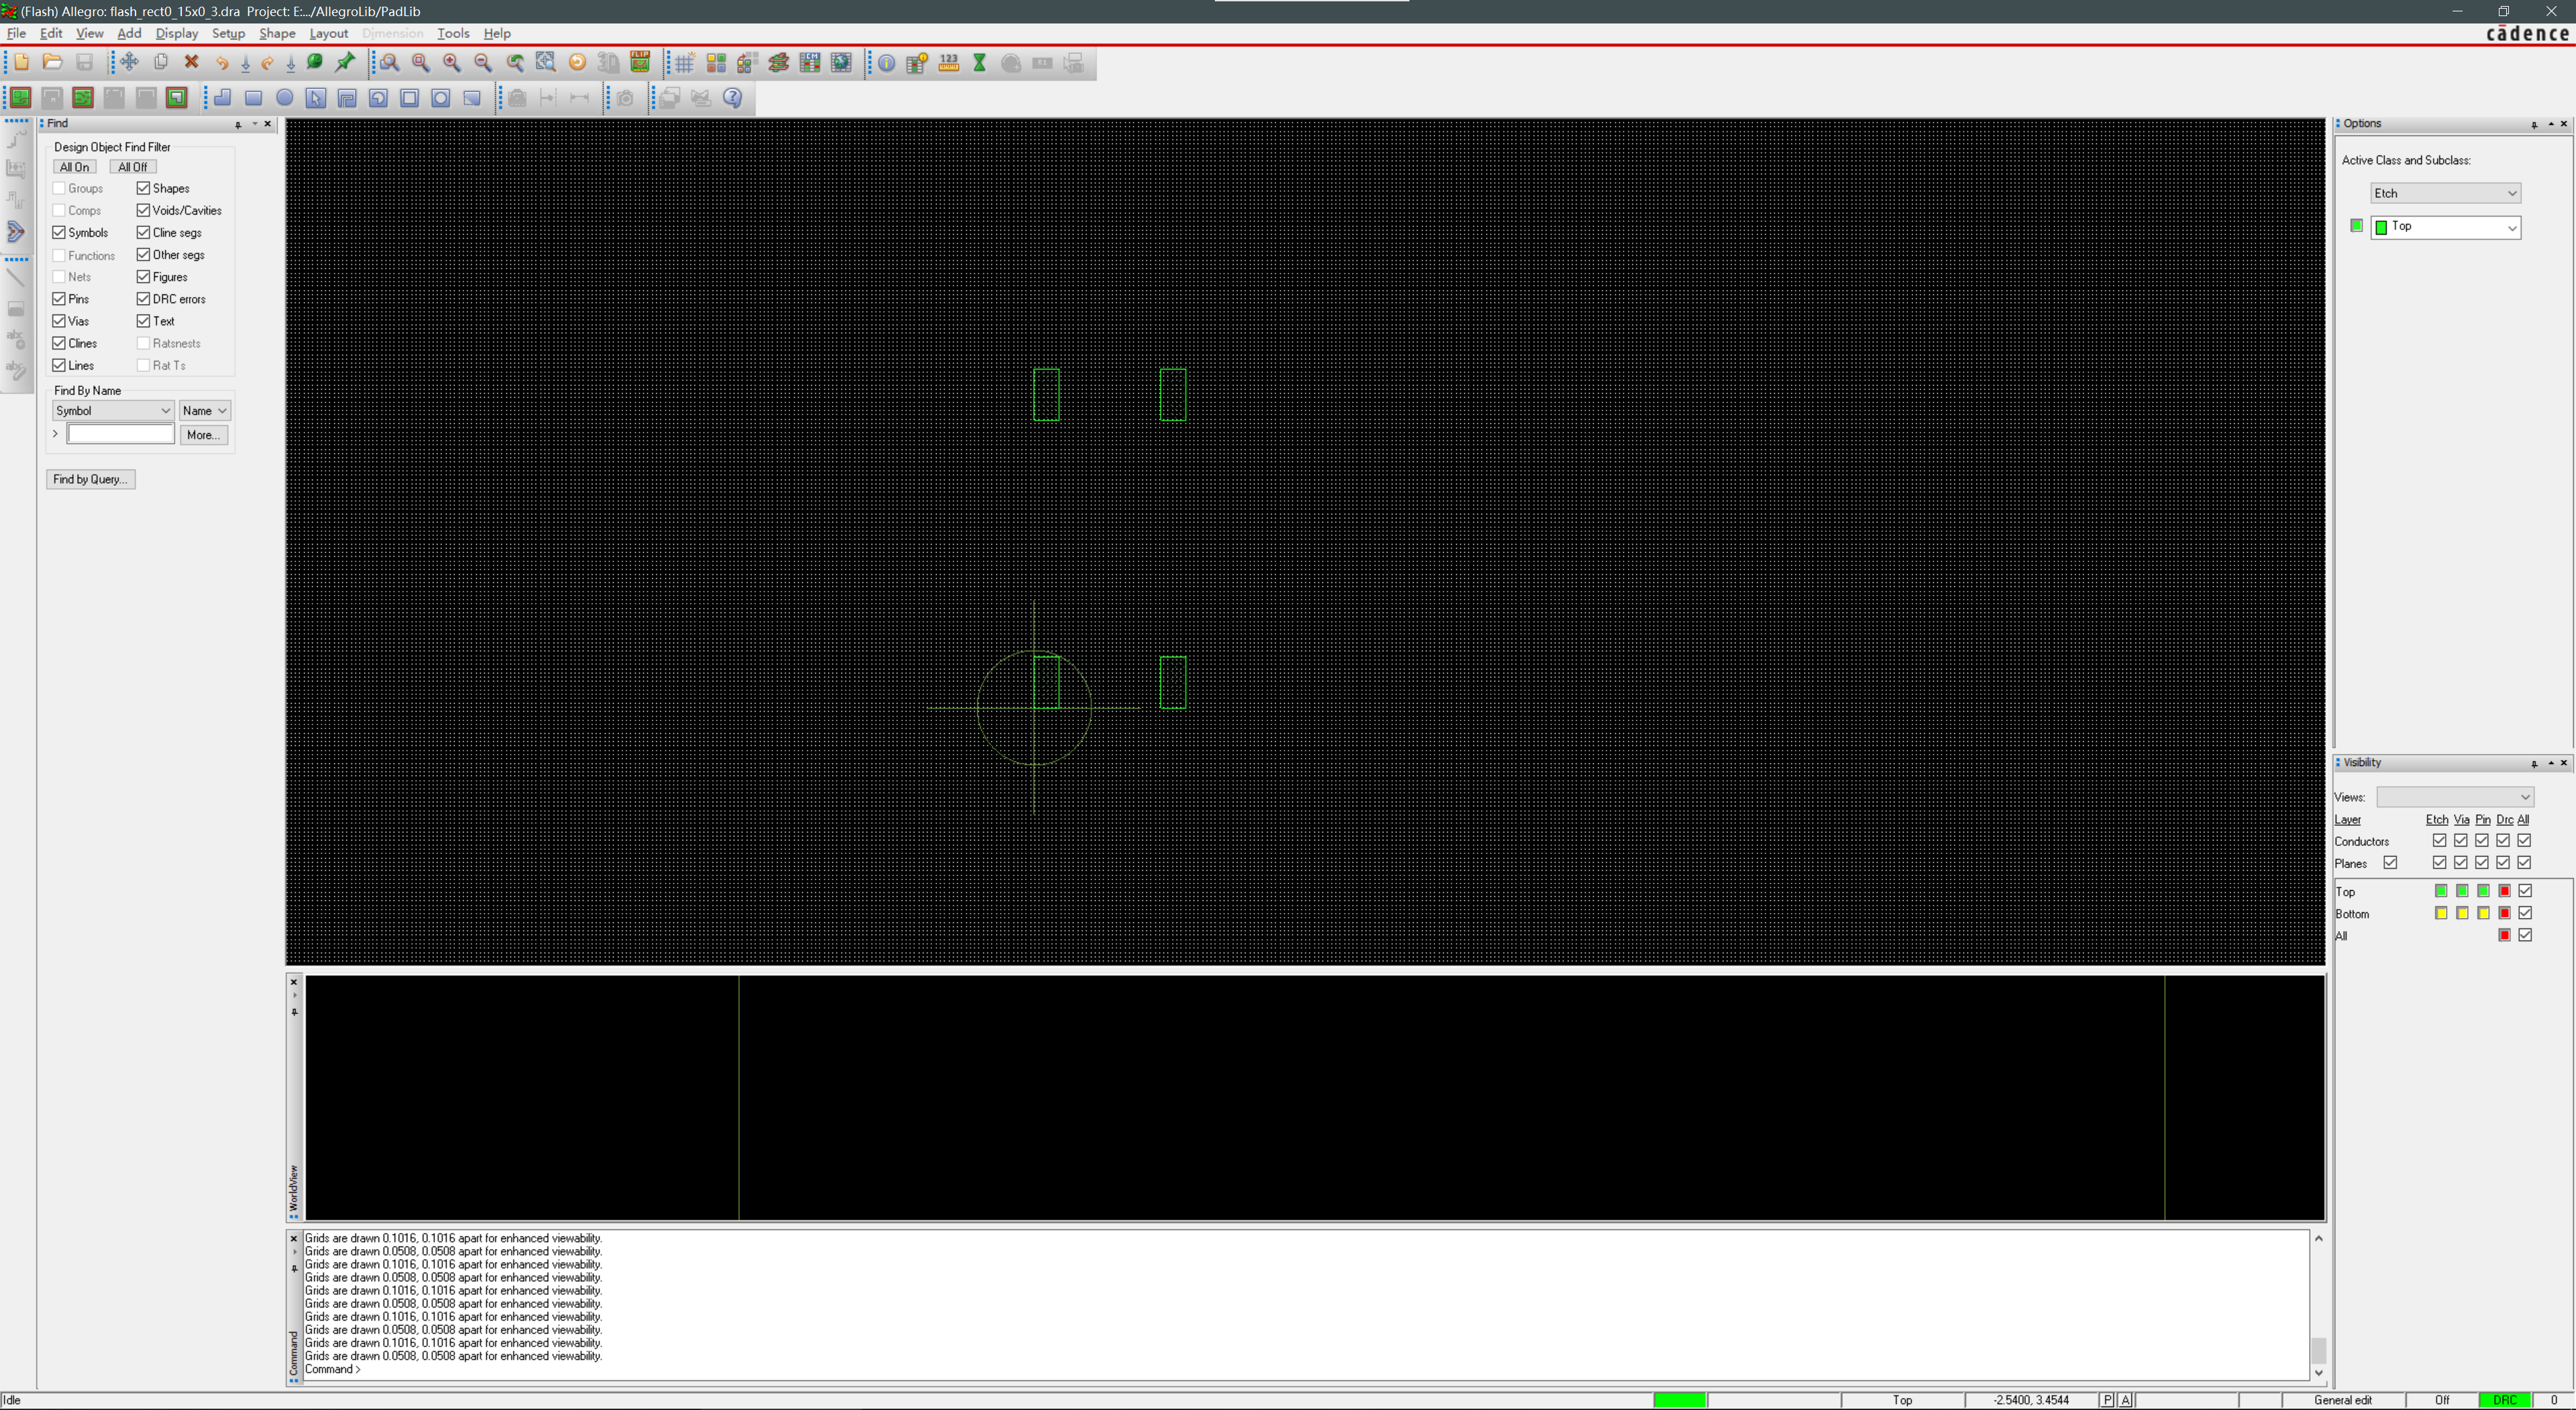 (Flash) Allegro: flash_rect0_15x0_3.dra  Project: E:.../AllegroLib/PadLib
File Edit View Add Display Setup Shape Layout Dimension Tools Help
cādence
Find
Design Object Find Filter
All On All Off
Groups Shapes
Comps Voids/Cavities
Symbols Cline segs
Functions Other segs
Nets Figures
Pins DRC errors
Vias Text
Clines Ratsnests
Lines Rat Ts
Find By Name
Symbol Name
> More...
Find by Query...
Options
Active Class and Subclass:
Etch
Top
Visibility
Views:
Layer Etch Via Pin Drc All
Conductors
Planes
Top
Bottom
All
WorldView
Command
Grids are drawn 0.1016, 0.1016 apart for enhanced viewability.
Grids are drawn 0.0508, 0.0508 apart for enhanced viewability.
Grids are drawn 0.1016, 0.1016 apart for enhanced viewability.
Grids are drawn 0.0508, 0.0508 apart for enhanced viewability.
Grids are drawn 0.1016, 0.1016 apart for enhanced viewability.
Grids are drawn 0.0508, 0.0508 apart for enhanced viewability.
Grids are drawn 0.1016, 0.1016 apart for enhanced viewability.
Grids are drawn 0.0508, 0.0508 apart for enhanced viewability.
Grids are drawn 0.1016, 0.1016 apart for enhanced viewability.
Grids are drawn 0.0508, 0.0508 apart for enhanced viewability.
Command >
Idle Top -2.5400, 3.4544 P A General edit Off DRC 0